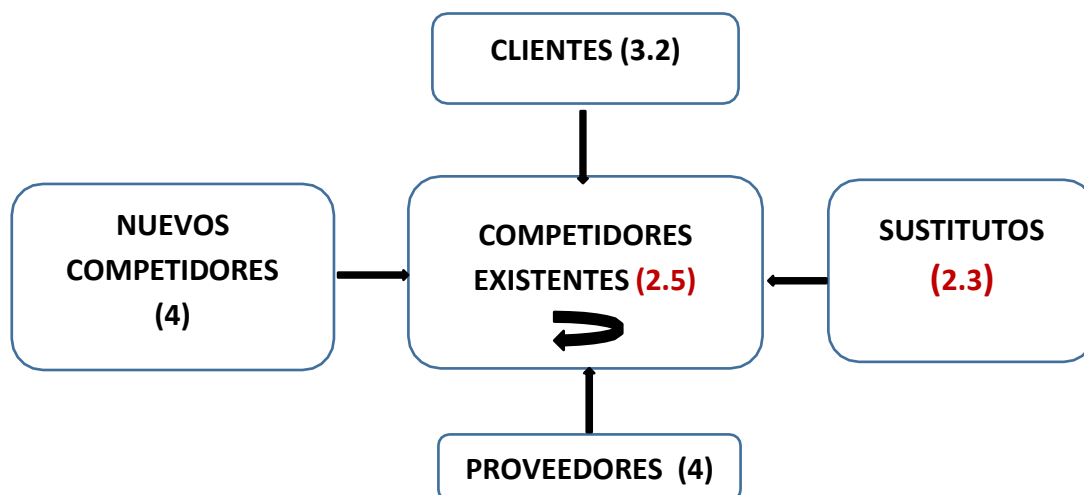 CLIENTES (3.2)
NUEVOS
COMPETIDORES
(4)
COMPETIDORES
EXISTENTES (2.5)
SUSTITUTOS
(2.3)
PROVEEDORES (4)